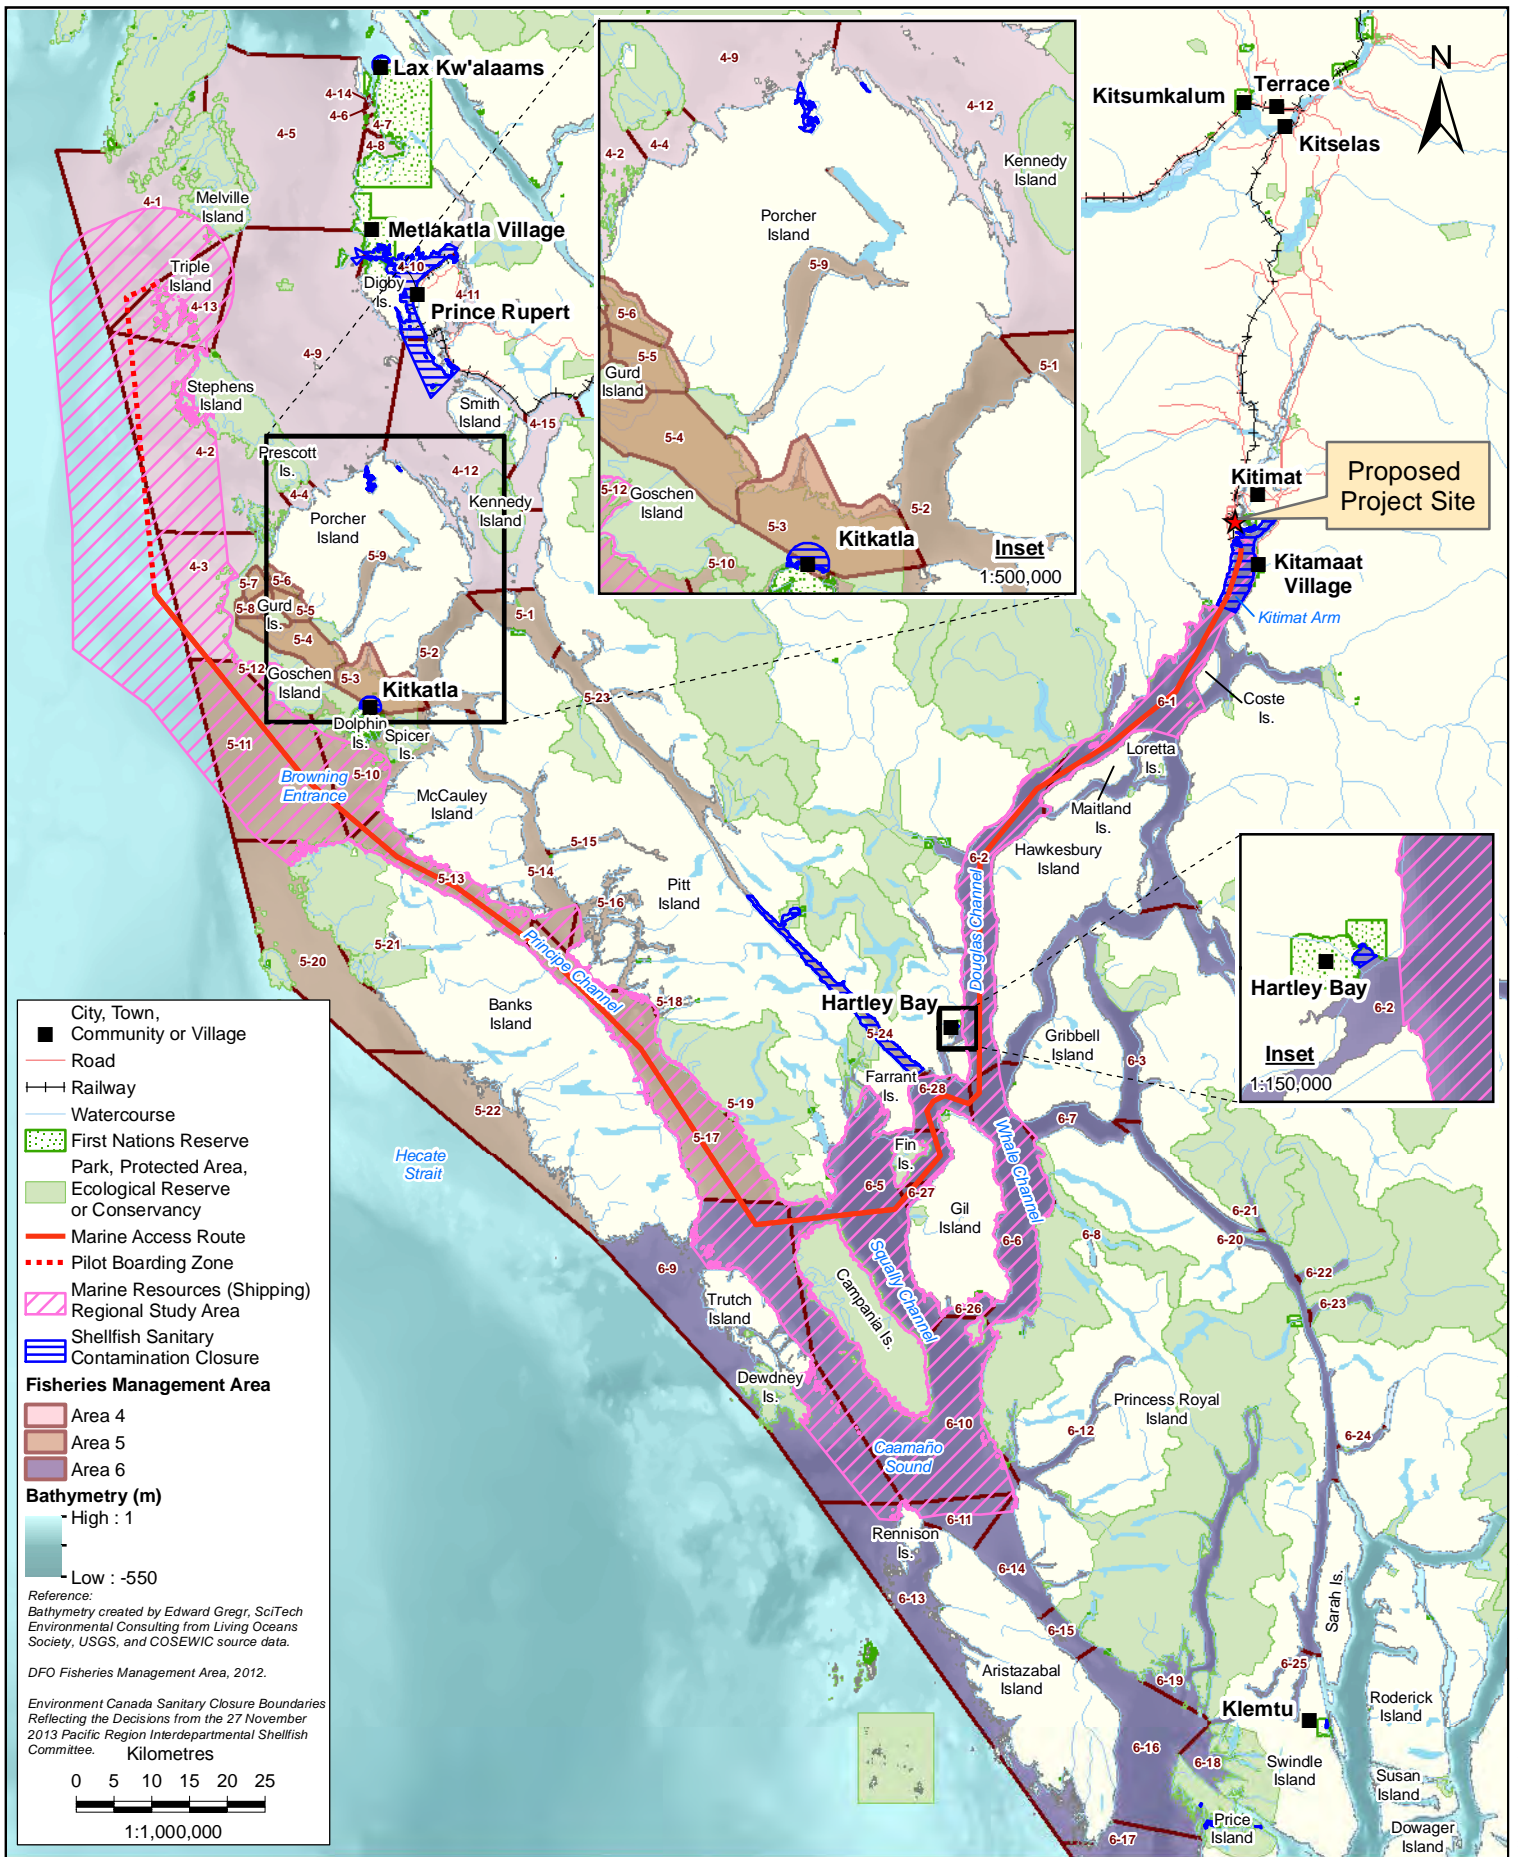 Lax Kw'alaams
4-14
4-6
4-7
4-8
4-5
4-1
Melville
Island
Metlakatla Village
Triple
Island
4-13
4-10
Digby
Is.
4-11
Prince Rupert
4-9
Stephens
Island
Smith
Island
4-15
4-2
Prescott
Is.
4-12
4-4
Kennedy
Island
Porcher
Island
5-9
4-3
5-7
5-6
5-8
Gurd
Is.
5-5
5-4
5-1
5-2
5-12
Goschen
Island
5-3
Kitkatla
Dolphin
Is.
Spicer
Is.
5-23
5-11
5-10
Browning
Entrance
McCauley
Island
5-15
5-13
5-14
5-16
Pitt
Island
5-21
5-20
Principe Channel
5-18
Banks
Island
5-22
5-19
5-17
Hecate
Strait
4-9
4-12
4-2
4-4
Kennedy
Island
Porcher
Island
5-9
5-6
5-5
Gurd
Island
5-1
5-4
5-12
Goschen
Island
5-3
5-2
5-10
Kitkatla
Inset
1:500,000
N
Kitsumkalum
Terrace
Kitselas
Kitimat
Proposed
Project Site
Kitamaat
Village
Kitimat Arm
6-1
Coste
Is.
Loretta
Is.
Maitland
Is.
6-2
Hawkesbury
Island
Douglas Channel
Hartley Bay
5-24
Gribbell
Island
6-3
Farrant
Is.
6-28
6-7
Fin
Is.
Whale Channel
6-5
6-27
Gil
Island
6-6
6-8
6-21
6-20
6-22
6-23
Squally Channel
Campania Is.
6-26
6-9
Trutch
Island
Dewdney
Is.
6-10
Princess Royal
Island
6-12
6-24
Caamaño
Sound
6-11
Rennison
Is.
6-14
6-13
6-15
Sarah Is.
Aristazabal
Island
6-19
6-25
Klemtu
Roderick
Island
6-16
6-18
Swindle
Island
Susan
Island
Price
Island
Dowager
Island
6-17
Hartley Bay
6-2
Inset
1:150,000
City, Town,
Community or Village
Road
Railway
Watercourse
First Nations Reserve
Park, Protected Area,
Ecological Reserve
or Conservancy
Marine Access Route
Pilot Boarding Zone
Marine Resources (Shipping)
Regional Study Area
Shellfish Sanitary
Contamination Closure
Fisheries Management Area
Area 4
Area 5
Area 6
Bathymetry (m)
High : 1
Low : -550
Reference:
Bathymetry created by Edward Gregr, SciTech
Environmental Consulting from Living Oceans
Society, USGS, and COSEWIC source data.
DFO Fisheries Management Area, 2012.
Environment Canada Sanitary Closure Boundaries
Reflecting the Decisions from the 27 November
2013 Pacific Region Interdepartmental Shellfish
Committee.
Kilometres
0 5 10 15 20 25
1:1,000,000